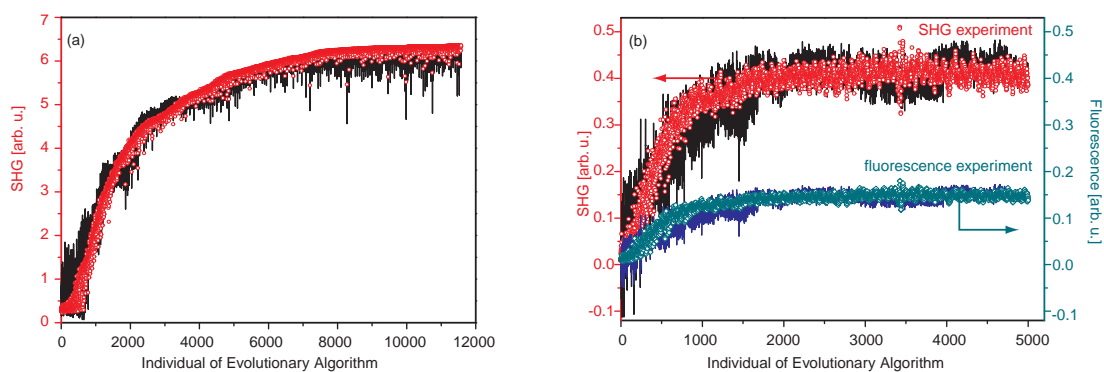 (a)
SHG [arb. u.]
7
6
5
4
3
2
1
0
0 2000 4000 6000 8000 10000 12000
Individual of Evolutionary Algorithm
(b)
SHG experiment
fluorescence experiment
SHG [arb. u.]
0.5
0.4
0.3
0.2
0.1
0.0
-0.1
0.5
0.4
0.3
0.2
0.1
0.0
-0.1
Fluorescence [arb. u.]
0 1000 2000 3000 4000 5000
Individual of Evolutionary Algorithm